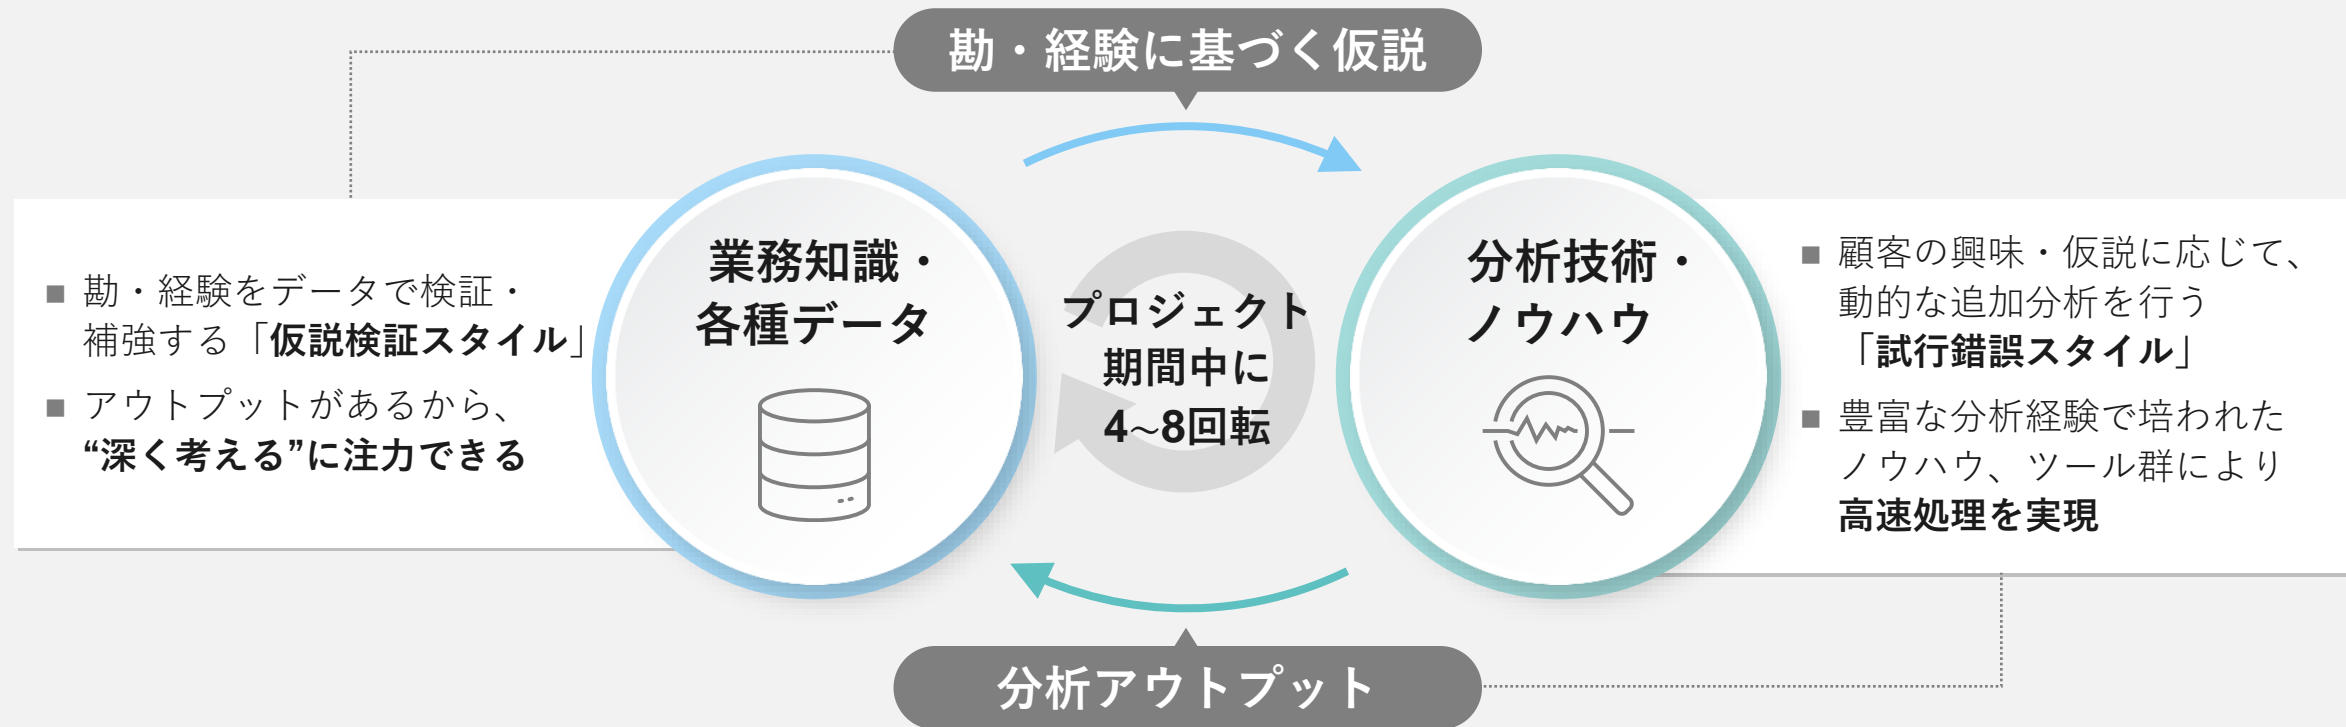 勘・経験に基づく仮説
■ 勘・経験をデータで検証・
補強する「仮説検証スタイル」
■ アウトプットがあるから、
“深く考える”に注力できる
業務知識・
各種データ
プロジェクト
期間中に
4~8回転
分析技術・
ノウハウ
■ 顧客の興味・仮説に応じて、
動的な追加分析を行う
「試行錯誤スタイル」
■ 豊富な分析経験で培われた
ノウハウ、ツール群により
高速処理を実現
分析アウトプット